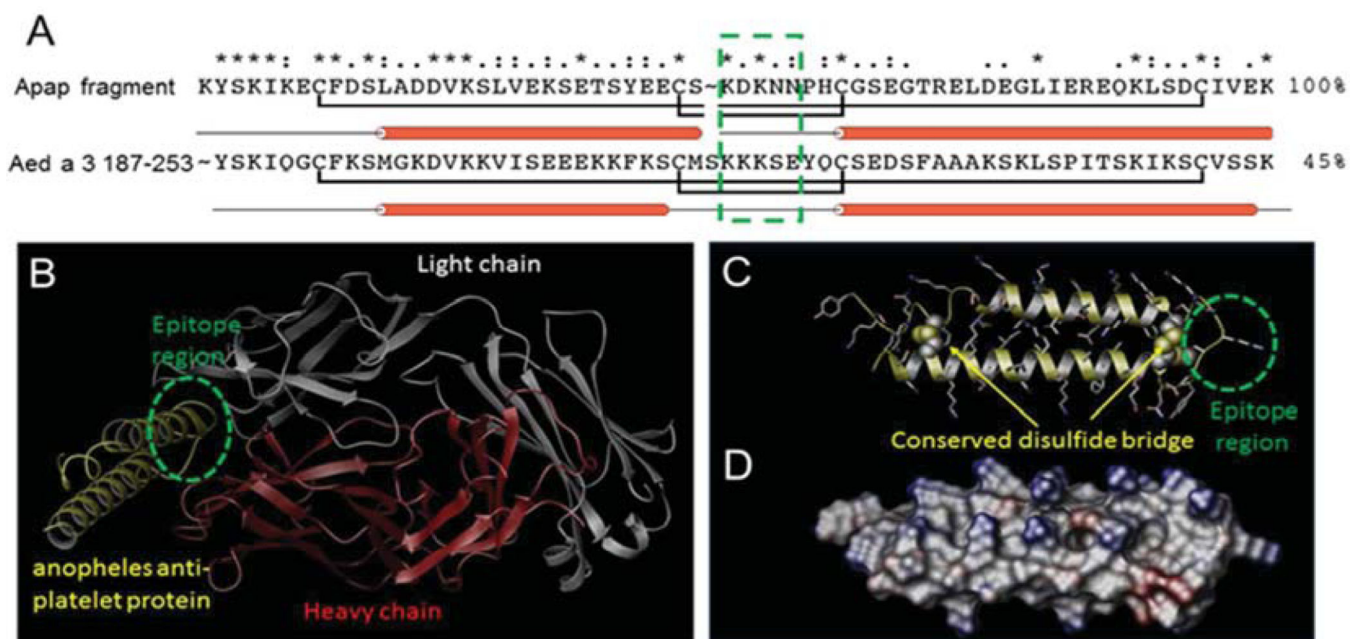 A
****: *..*:. ***.: ..:.::.::* *.*.: :*:.:. .. * .*:.:*:..*
Apap fragment KYSKIKECFDSLADDVKSLVEKSETSYEECS~KDKNNPHCGSEGTRELDEGLIEREQKLSDCIVEK 100%
Aed a 3 187-253 ~YSKIQGCFKSMGKDVKKVISEEEKKFKSCMSKKKSEYQCSEDSFAAAKSKLSPITSKIKSCVSSK 45%
B
Light chain
Epitope
region
anopheles anti-
platelet protein
Heavy chain
C
Conserved disulfide bridge
Epitope
region
D